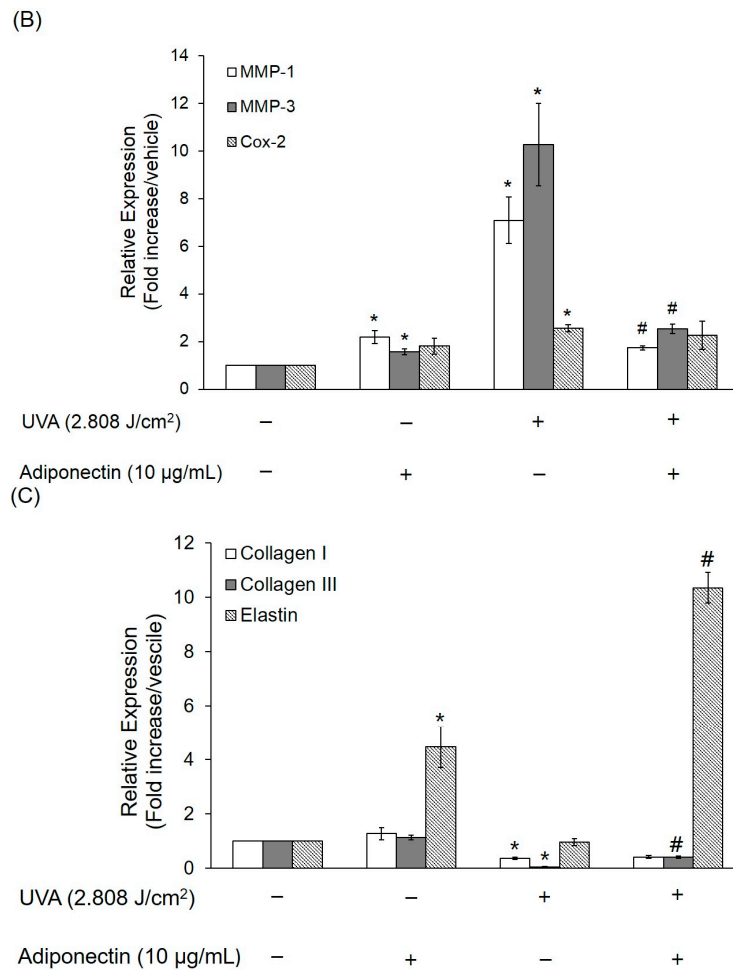 (B)
14
12
10
8
6
4
2
0
Relative Expression
(Fold increase/vehicle)
MMP-1
MMP-3
Cox-2
* * * * * # #
UVA (2.808 J/cm²) − − + +
Adiponectin (10 µg/mL) − + − +
(C)
12
10
8
6
4
2
0
Relative Expression
(Fold increase/vescile)
Collagen I
Collagen III
Elastin
* * * # #
UVA (2.808 J/cm²) − − + +
Adiponectin (10 µg/mL) − + − +